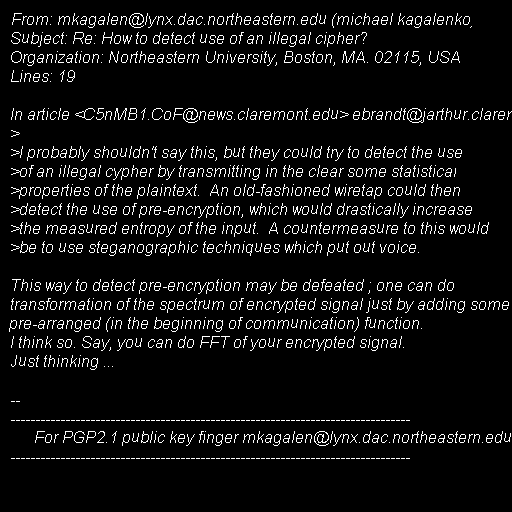 From: mkagalen@lynx.dac.northeastern.edu (michael kagalenko)
Subject: Re: How to detect use of an illegal cipher?
Organization: Northeastern University, Boston, MA. 02115, USA
Lines: 19

In article <C5nMB1.CoF@news.claremont.edu> ebrandt@jarthur.clarem
>
>I probably shouldn't say this, but they could try to detect the use
>of an illegal cypher by transmitting in the clear some statistical
>properties of the plaintext.  An old-fashioned wiretap could then
>detect the use of pre-encryption, which would drastically increase
>the measured entropy of the input.  A countermeasure to this would
>be to use steganographic techniques which put out voice.

This way to detect pre-encryption may be defeated ; one can do
transformation of the spectrum of encrypted signal just by adding some
pre-arranged (in the beginning of communication) function.
I think so. Say, you can do FFT of your encrypted signal.
Just thinking ...

--
--------------------------------------------------------------------------------
For PGP2.1 public key finger mkagalen@lynx.dac.northeastern.edu
--------------------------------------------------------------------------------